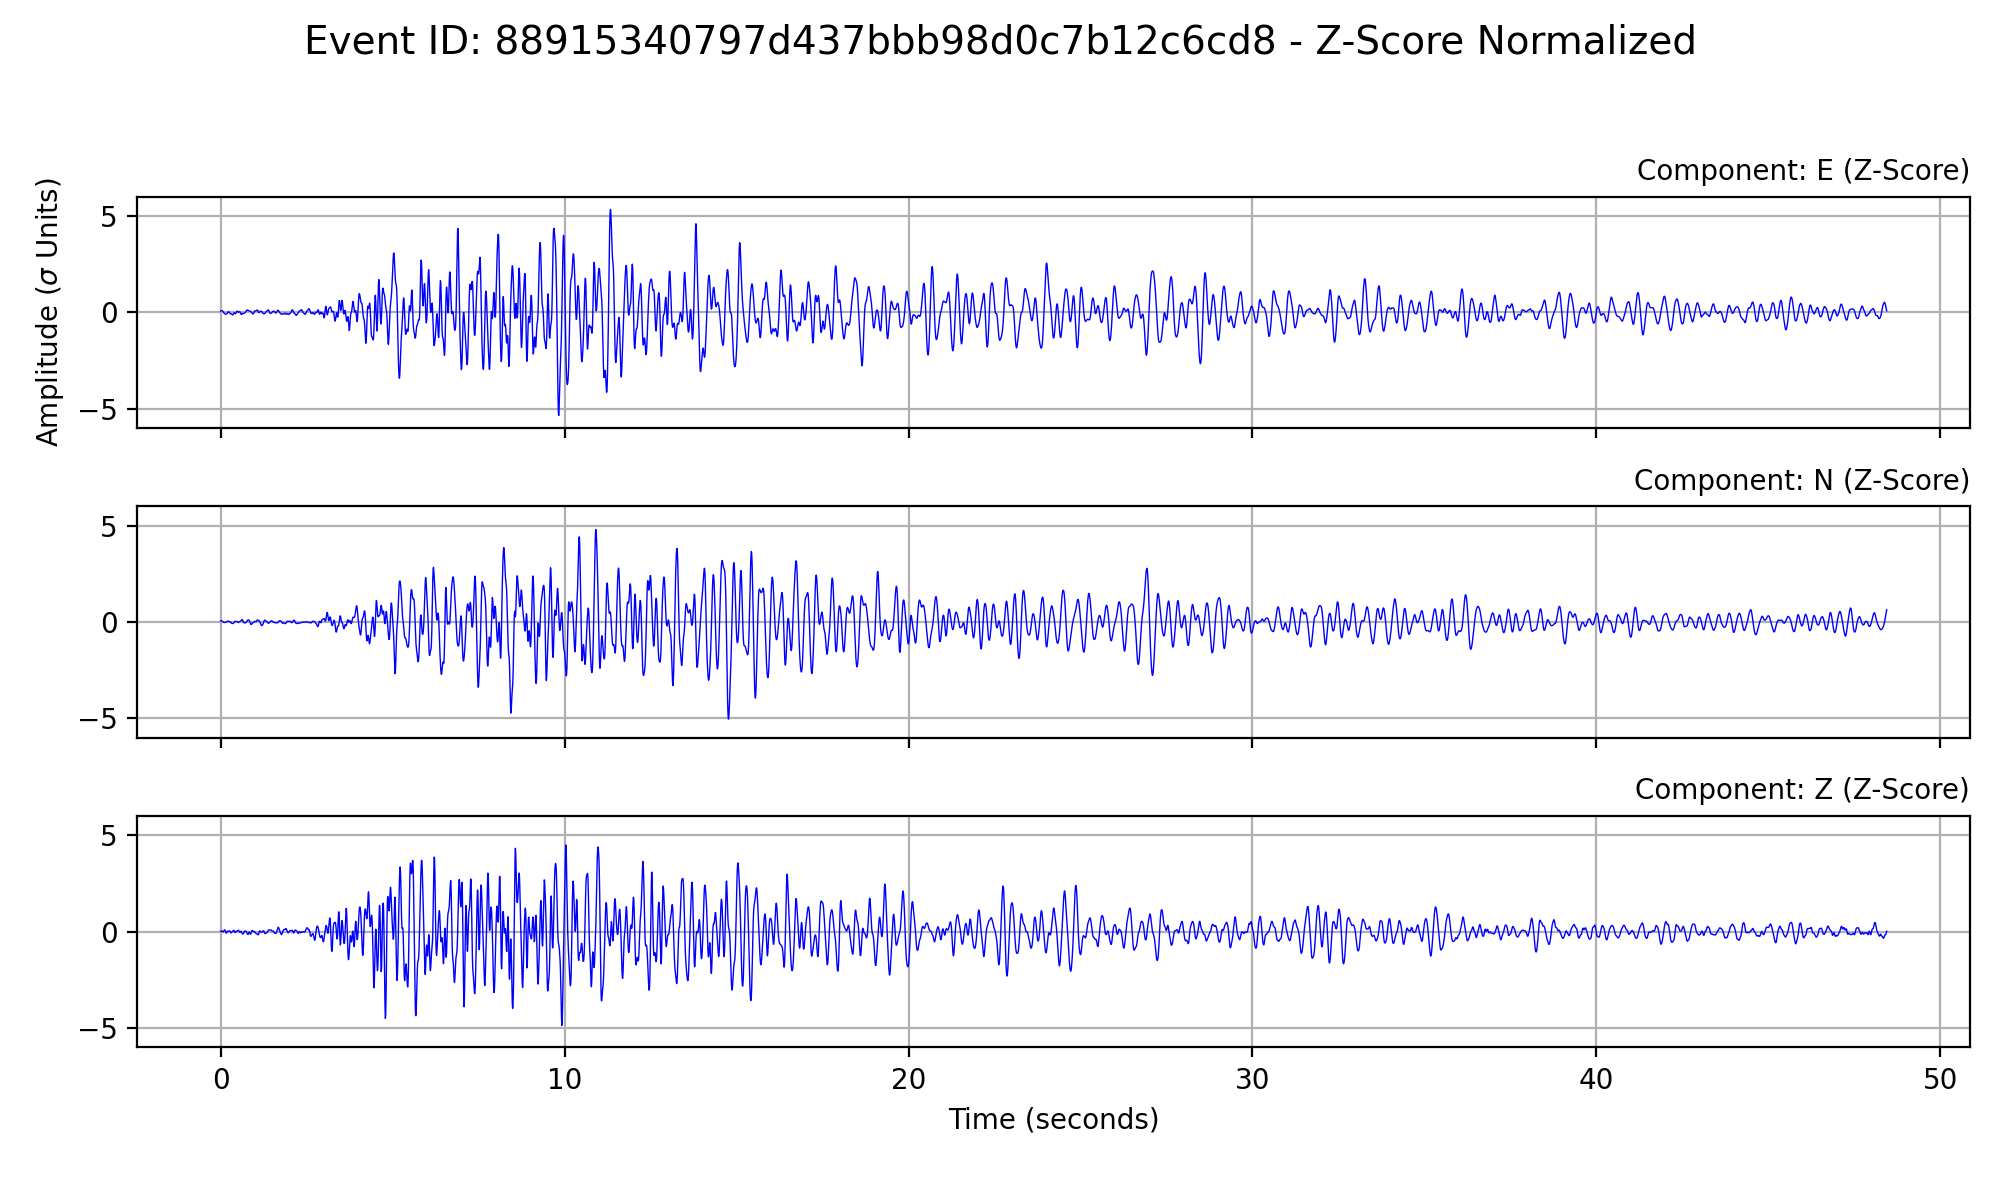 Event ID: 88915340797d437bbb98d0c7b12c6cd8 - Z-Score Normalized
Component: E (Z-Score)
Amplitude (σ Units)
5
0
−5
Component: N (Z-Score)
5
0
−5
Component: Z (Z-Score)
5
0
−5
0 10 20 30 40 50
Time (seconds)